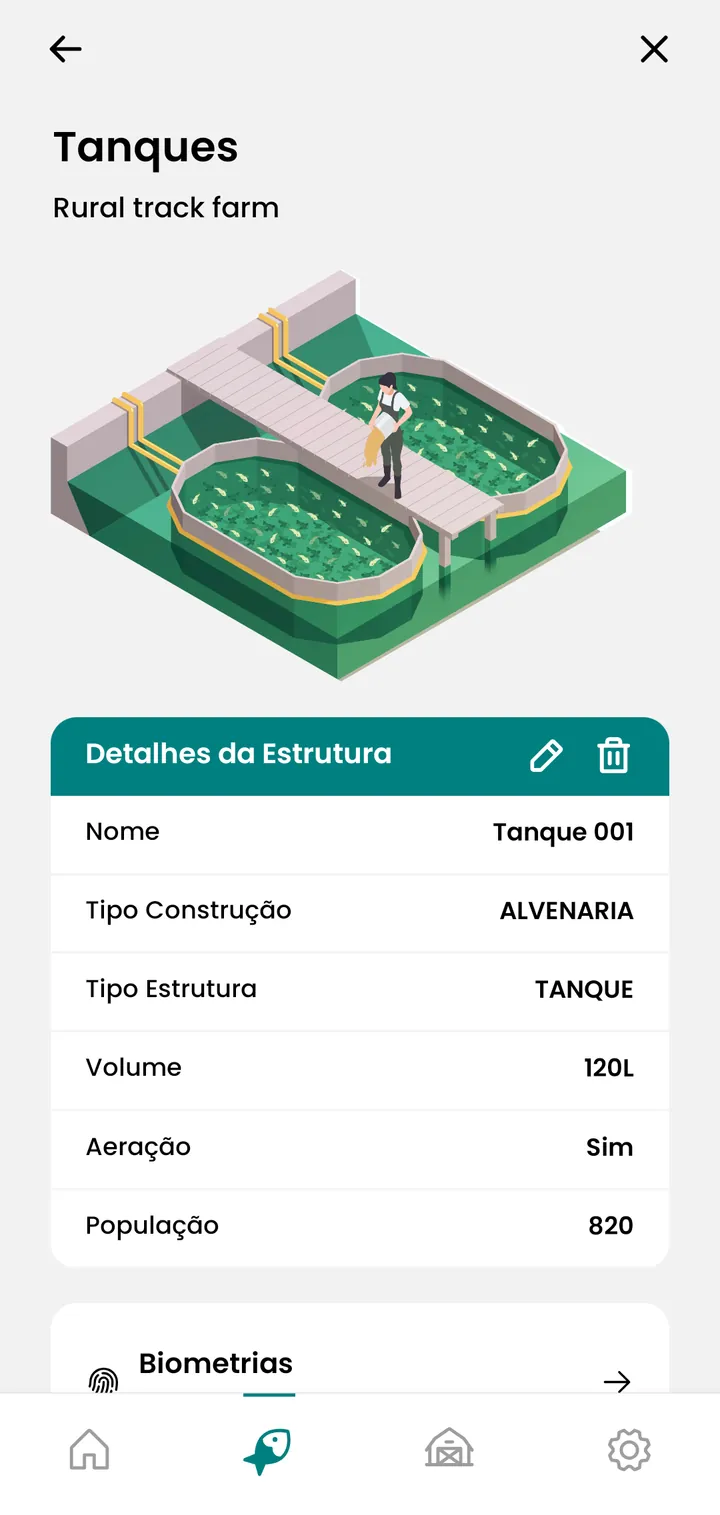 Tanques
Rural track farm
Detalhes da Estrutura
Nome Tanque 001
Tipo Construção ALVENARIA
Tipo Estrutura TANQUE
Volume 120L
Aeração Sim
População 820
Biometrias